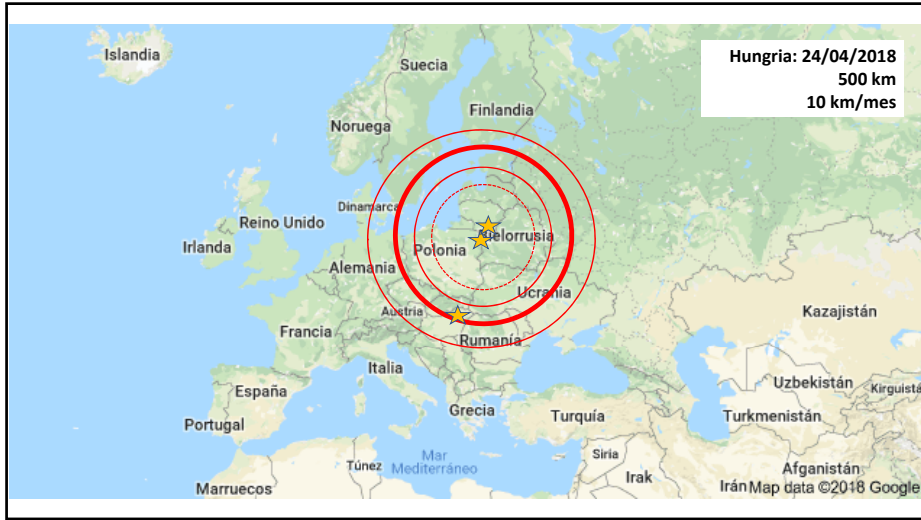 Hungria: 24/04/2018
500 km
10 km/mes
Islandia
Suecia
Finlandia
Noruega
Dinamarca
Reino Unido
Irlanda
Polonia
ielorrusia
Alemania
Ucrania
Austria
Kazajistán
Francia
Rumanía
Italia
Uzbekistán
Kirguist
España
Grecia
Turquía
Turkmenistán
Portugal
Mar
Mediterráneo
Túnez
Siria
Irak
Afganistán
Marruecos
Irán
Map data ©2018 Google